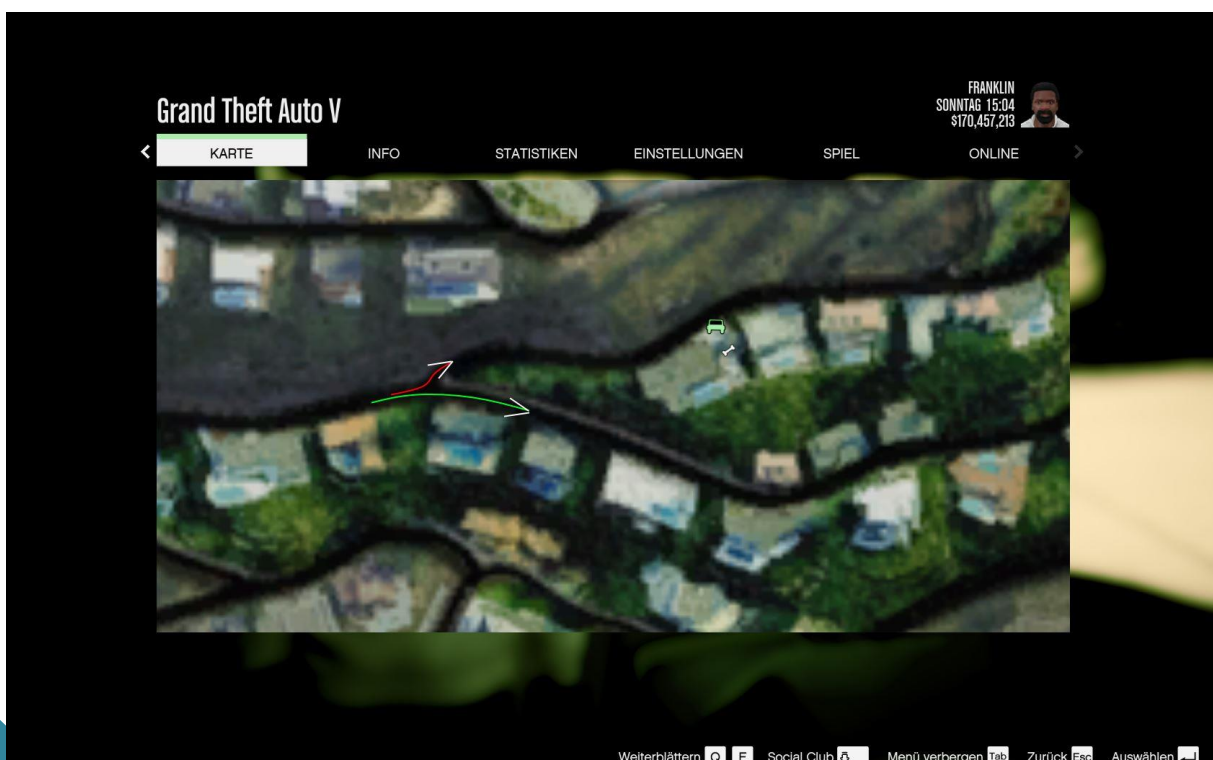 FRANKLIN
SONNTAG 15:04
$170,457,213
Grand Theft Auto V
KARTE INFO STATISTIKEN EINSTELLUNGEN SPIEL ONLINE
Weiterblättern Q E Social Club Menü verbergen Tab Zurück Esc Auswählen